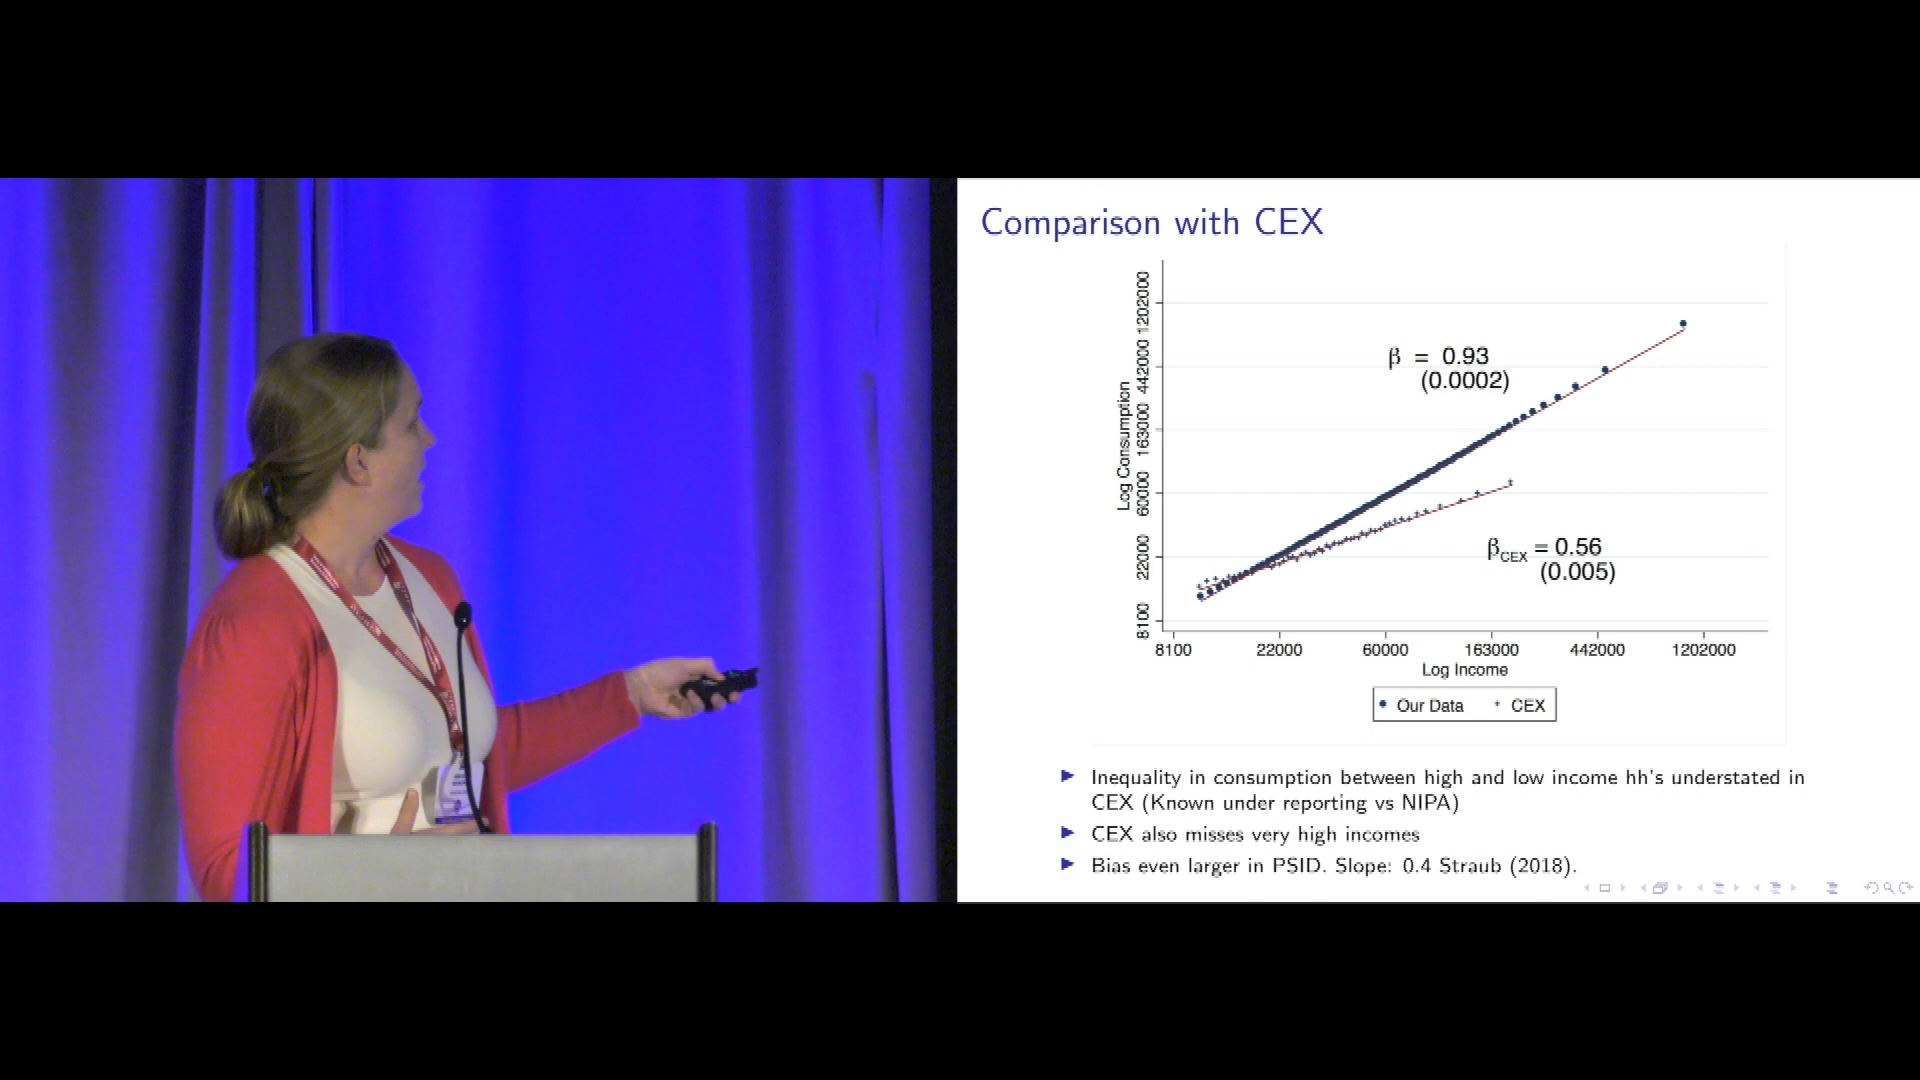 Comparison with CEX
Log Consumption
1202000
442000
163000
60000
22000
8100
β = 0.93
(0.0002)
βCEX = 0.56
(0.005)
8100 22000 60000 163000 442000 1202000
Log Income
Our Data CEX
Inequality in consumption between high and low income hh's understated in
CEX (Known under reporting vs NIPA)
CEX also misses very high incomes
Bias even larger in PSID. Slope: 0.4 Straub (2018).